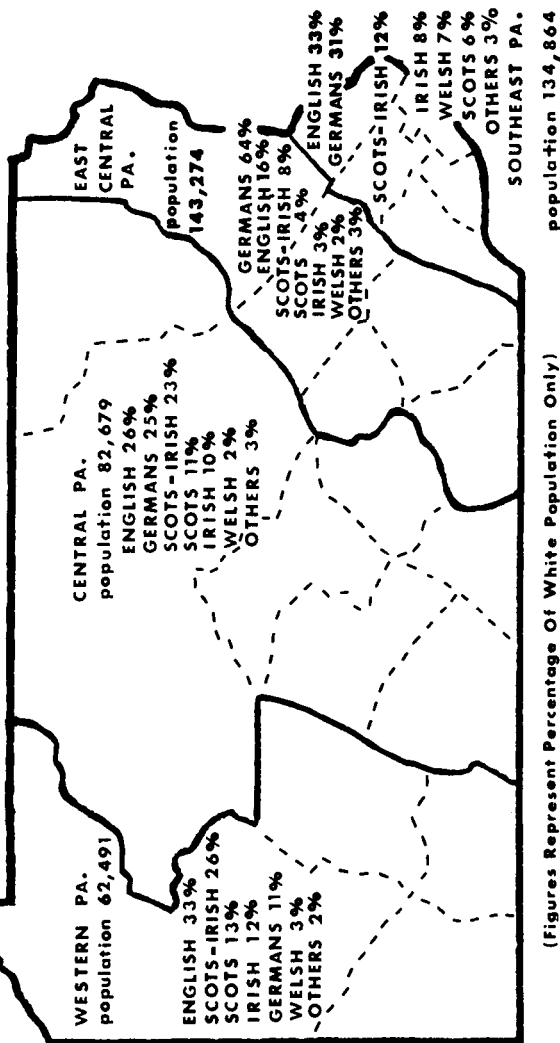 WESTERN PA.
population 62,491
ENGLISH 33%
SCOTS-IRISH 26%
SCOTS 13%
IRISH 12%
GERMANS 11%
WELSH 3%
OTHERS 2%
CENTRAL PA.
population 82,679
ENGLISH 26%
GERMANS 25%
SCOTS-IRISH 23%
SCOTS 11%
IRISH 10%
WELSH 2%
OTHERS 3%
EAST
CENTRAL
PA.
population
143,274
GERMANS 64%
ENGLISH 16%
SCOTS-IRISH 8%
SCOTS 4%
IRISH 3%
WELSH 2%
OTHERS 3%
ENGLISH 33%
GERMANS 31%
SCOTS-IRISH 12%
IRISH 8%
WELSH 7%
SCOTS 6%
OTHERS 3%
SOUTHEAST PA.
population 134,864
(Figures Represent Percentage Of White Population Only)